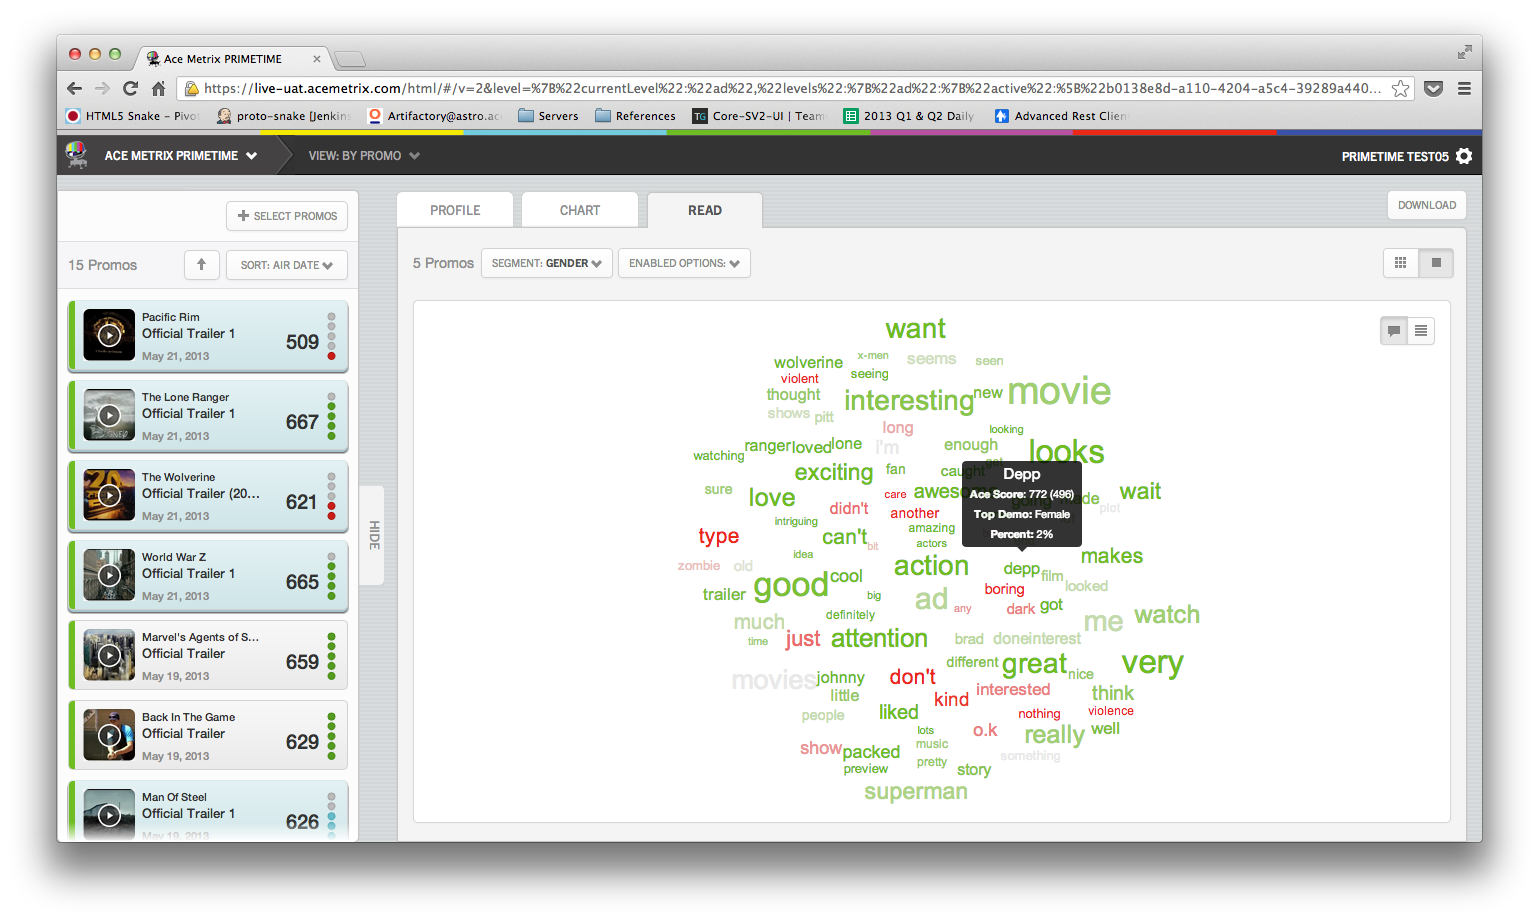 Ace Metrix PRIMETIME
https://live-uat.acemetrix.com/html/#/v=2&level=%7B%22currentLevel%22:%22ad%22,%22levels%22:%7B%22ad%22:%7B%22active%22:%5B%22b0138e8d-a110-4204-a5c4-39289a440...
HTML5 Snake - Pivo
proto-snake [Jenkins
Artifactory@astro.ac
Servers
References
TG Core-SV2-UI | Team
2013 Q1 & Q2 Daily
Advanced Rest Clien
ACE METRIX PRIMETIME
VIEW: BY PROMO
PRIMETIME TEST05
SELECT PROMOS
PROFILE
CHART
READ
DOWNLOAD
15 Promos
SORT: AIR DATE
5 Promos
SEGMENT: GENDER
ENABLED OPTIONS:
Pacific Rim
Official Trailer 1
509
May 21, 2013
The Lone Ranger
Official Trailer 1
667
May 21, 2013
The Wolverine
Official Trailer (20...
621
May 21, 2013
World War Z
Official Trailer 1
665
May 21, 2013
Marvel's Agents of S...
Official Trailer
659
May 19, 2013
Back In The Game
Official Trailer
629
May 19, 2013
Man Of Steel
Official Trailer 1
626
May 19, 2013
HIDE
want
wolverine x-men seems seen
violent seeing
thought interesting new movie
shows pitt
long looking
ranger loved lone i'm enough looks
watching
exciting fan caught get
sure love care awesome going made wait
didn't another plot
intriguing amazing
type can't bit actors
idea makes
zombie old action depp film
good cool boring looked
trailer big ad any dark got
definitely me watch
much just attention brad doneinterest
time different great nice very
movies johnny don't
little kind interested think
people liked nothing violence
lots o.k really well
show packed music something
preview pretty story
superman
Depp
Ace Score: 772 (496)
Top Demo: Female
Percent: 2%